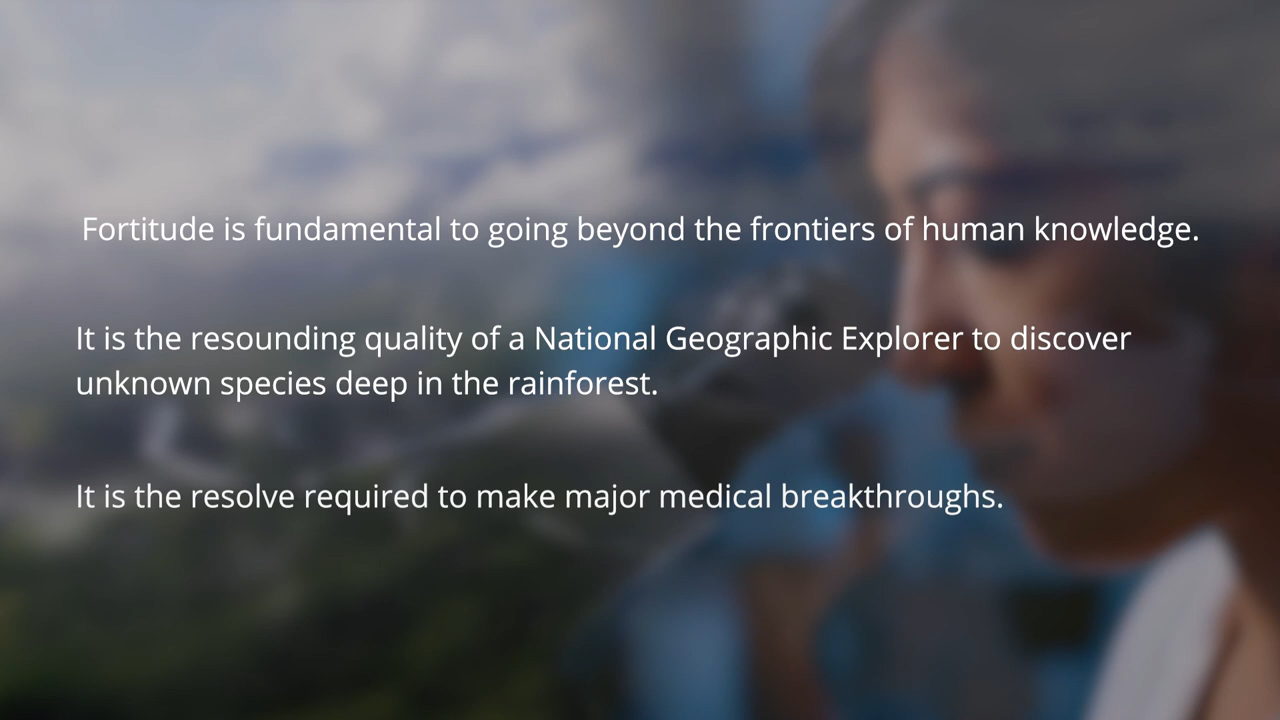 Fortitude is fundamental to going beyond the frontiers of human knowledge.
It is the resounding quality of a National Geographic Explorer to discover
unknown species deep in the rainforest.
It is the resolve required to make major medical breakthroughs.